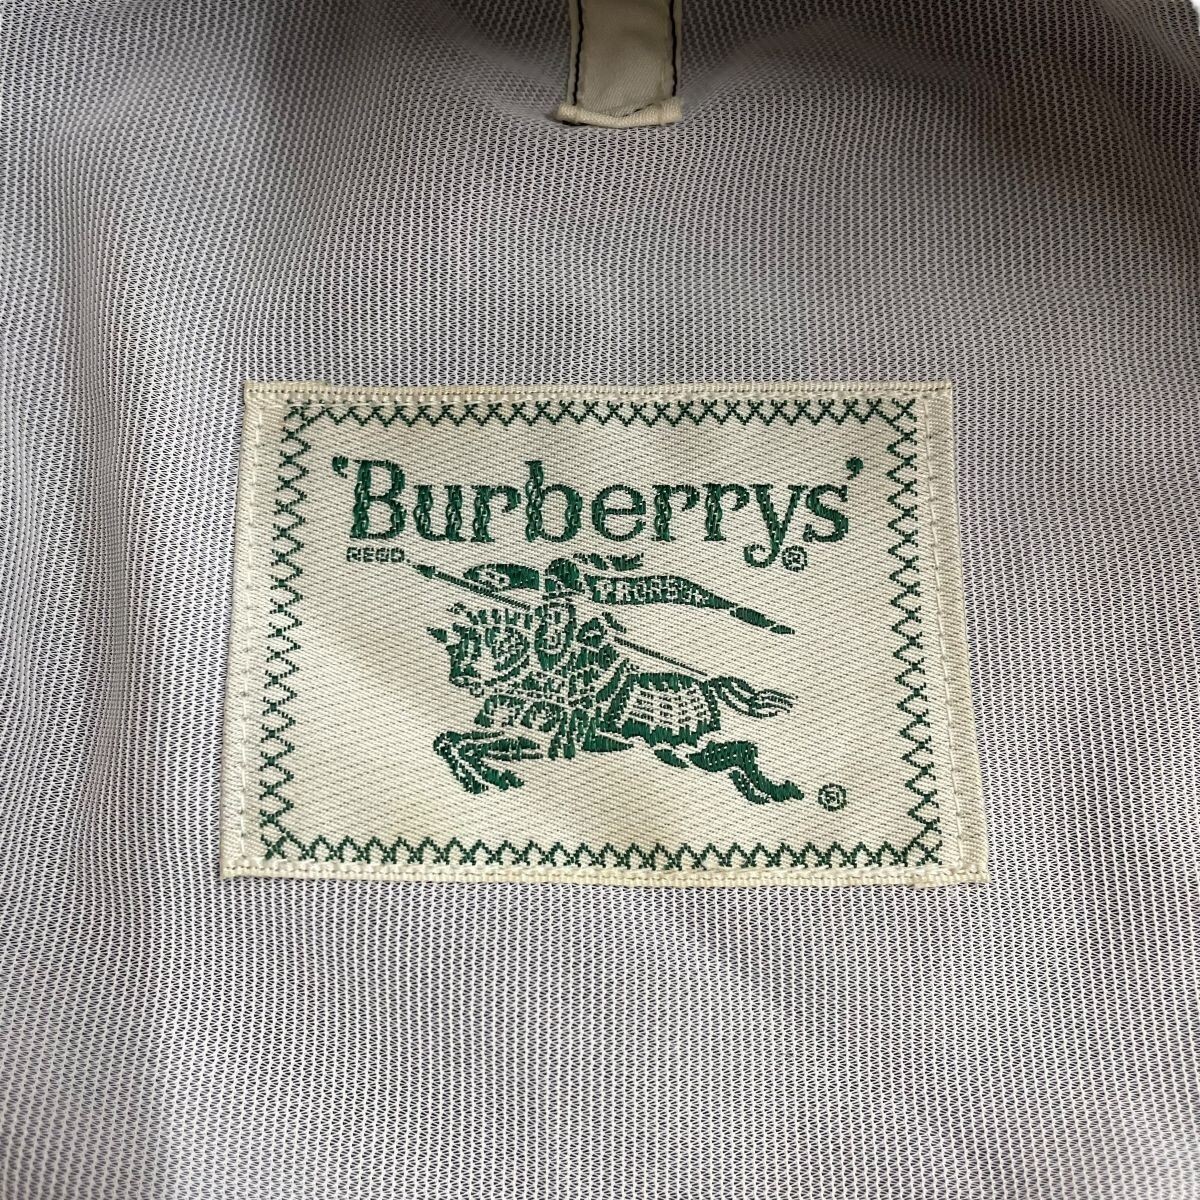 'Burberrys'
REGD ®
PRORSUM
®